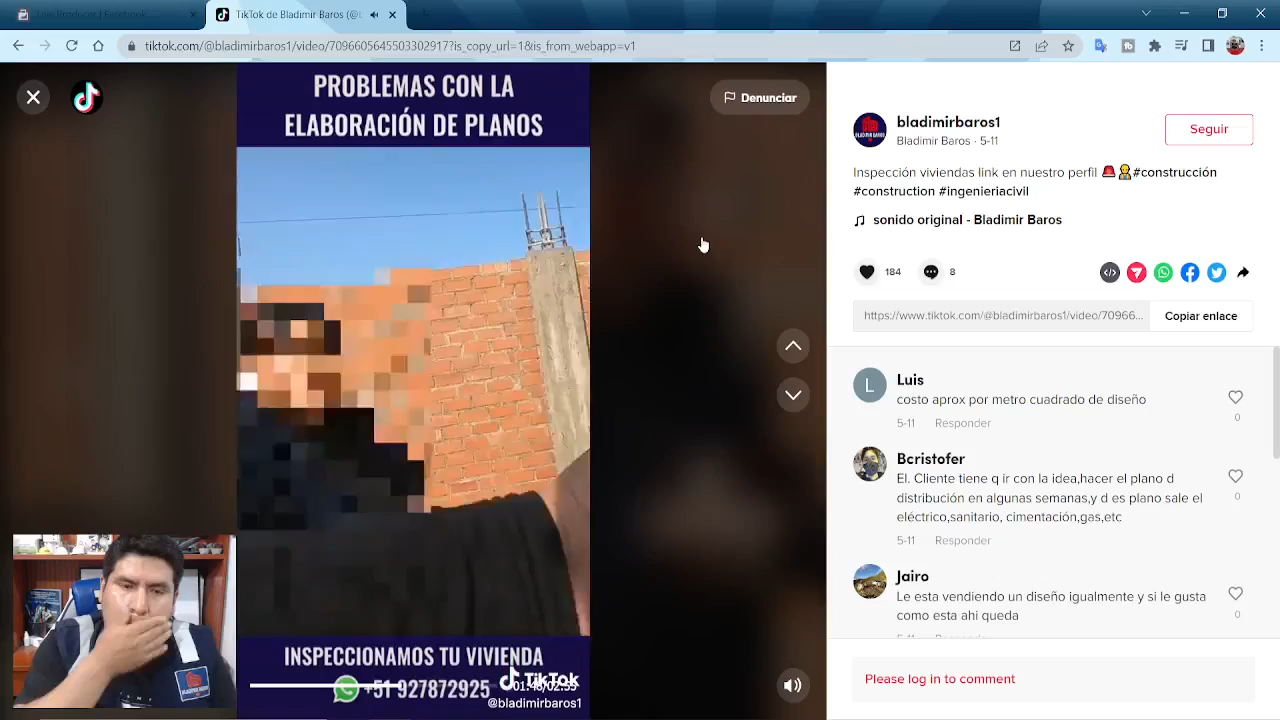 TikTok de Bladimir Baros (@b
tiktok.com/@bladimirbaros1/video/7096605645503302917?is_copy_url=1&is_from_webapp=v1
PROBLEMAS CON LA
ELABORACIÓN DE PLANOS
Denunciar
INSPECCIONAMOS TU VIVIENDA
+51 927872925
TikTok
@bladimirbaros1
bladimirbaros1
Bladimir Baros · 5-11
Seguir
Inspección viviendas link en nuestro perfil 🚨👷#construcción
#construction #ingenieriacivil
sonido original - Bladimir Baros
184
8
https://www.tiktok.com/@bladimirbaros1/video/70966...
Copiar enlace
L
Luis
costo aprox por metro cuadrado de diseño
0
5-11 Responder
Bcristofer
El. Cliente tiene q ir con la idea,hacer el plano d
distribución en algunas semanas,y d es plano sale el
eléctrico,sanitario, cimentación,gas,etc
0
5-11 Responder
Jairo
Le esta vendiendo un diseño igualmente y si le gusta
como esta ahi queda
0
Please log in to comment
BLADIMIR BAROS